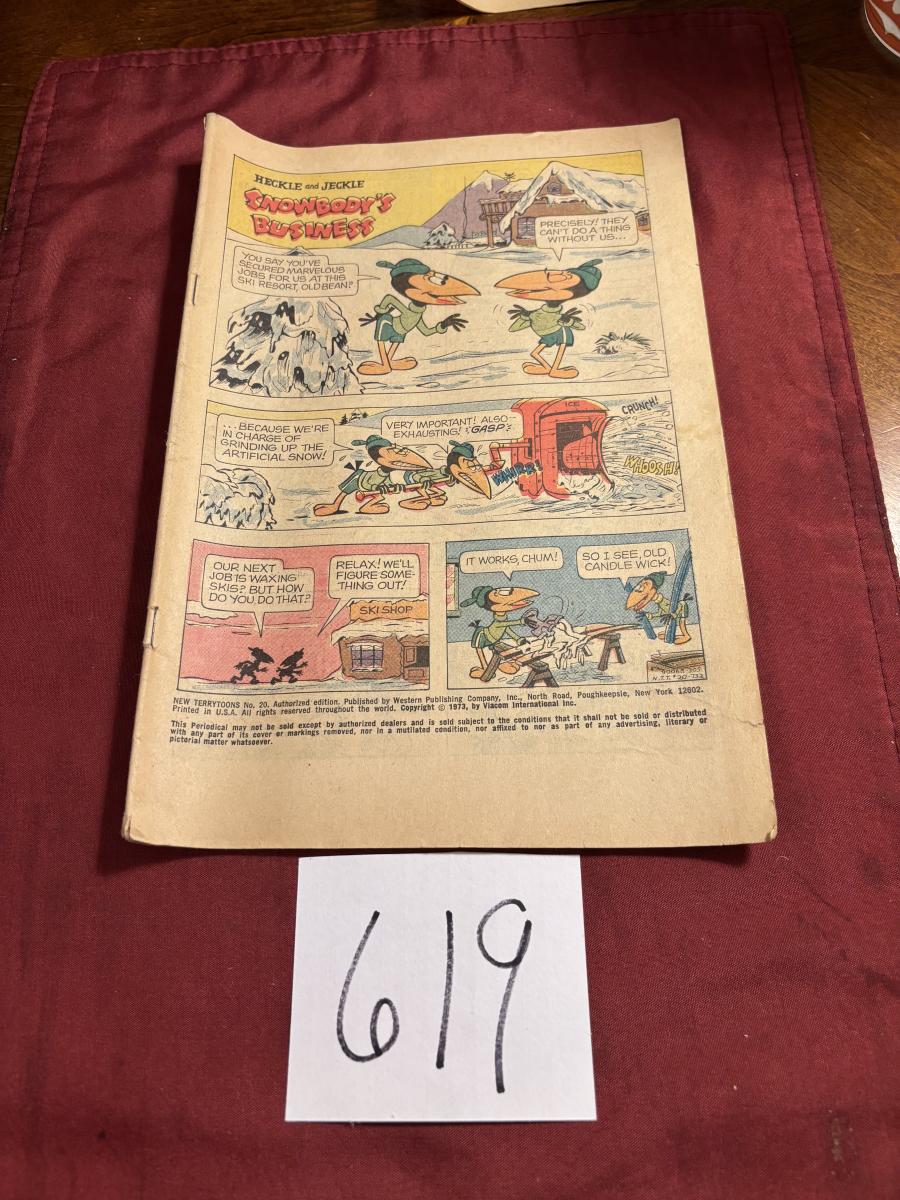 HECKLE and JECKLE
SNOWBODY'S
BUSINESS
YOU SAY YOU'VE
SECURED MARVELOUS
JOBS FOR US AT THIS
SKI RESORT, OLD BEAN?
PRECISELY! THEY
CAN'T DO A THING
WITHOUT US...
...BECAUSE WE'RE
IN CHARGE OF
GRINDING UP THE
ARTIFICIAL SNOW!
VERY IMPORTANT! ALSO—
EXHAUSTING! *GASP*
WHIRR!
ICE
CRUNCH!
WHOOSH!
OUR NEXT
JOB IS WAXING
SKIS? BUT HOW
DO YOU DO THAT?
RELAX! WE'LL
FIGURE SOME-
THING OUT!
SKI SHOP
IT WORKS, CHUM!
SO I SEE, OLD
CANDLE WICK!
N.T.T. #20-732
NEW TERRYTOONS No. 20. Authorized edition. Published by Western Publishing Company, Inc., North Road, Poughkeepsie, New York 12602.
Printed in U.S.A. All rights reserved throughout the world. Copyright © 1973, by Viacom International Inc.
This Periodical may not be sold except by authorized dealers and is sold subject to the conditions that it shall not be sold or distributed
with any part of its cover or markings removed, nor in a mutilated condition, nor affixed to nor as part of any advertising, literary or
pictorial matter whatsoever.
619